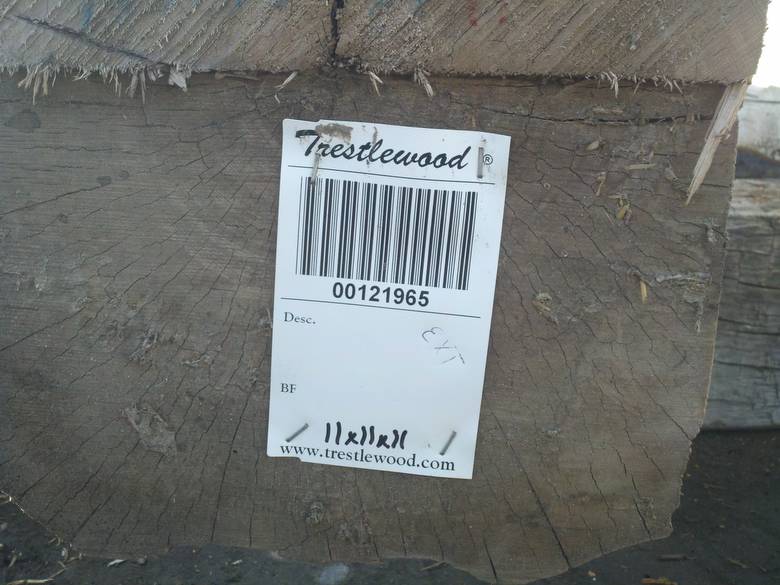 Trestlewood®
00121965
Desc.
EXT
BF
11x11x11
www.trestlewood.com